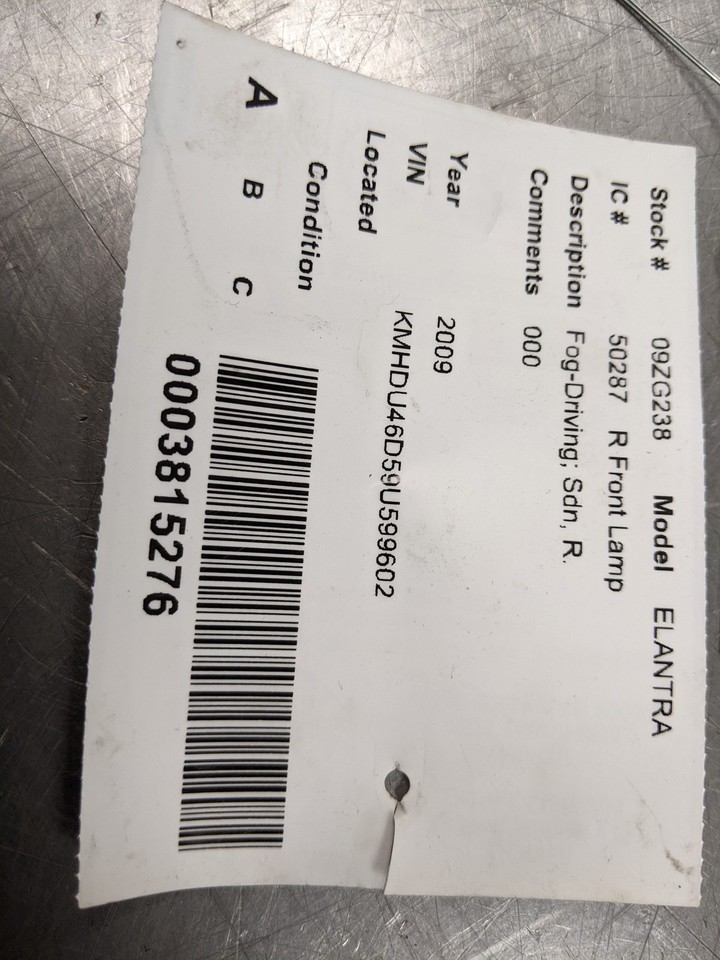 Stock # 09ZG238 Model ELANTRA
IC # 50287 R Front Lamp
Description Fog-Driving; Sdn, R.
Comments 000
Year 2009
VIN KMHDU46D59U599602
Located
Condition
A B C
0003815276